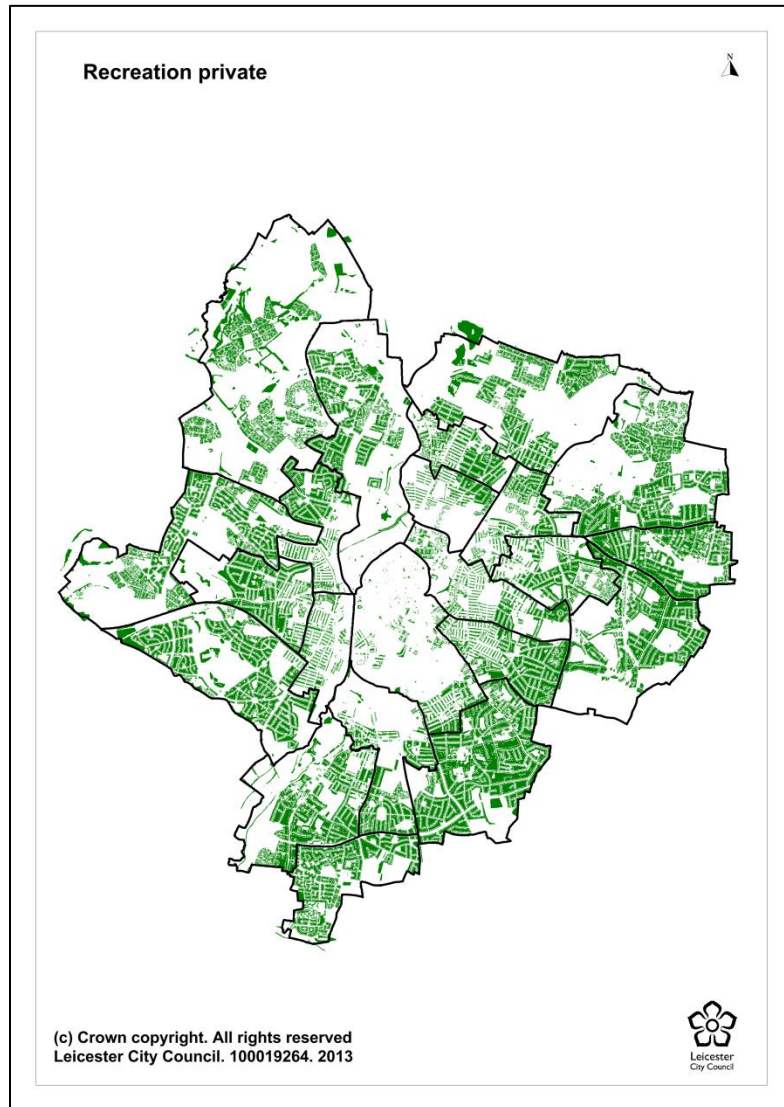 Recreation private
N
(c) Crown copyright. All rights reserved
Leicester City Council. 100019264. 2013
Leicester
City Council